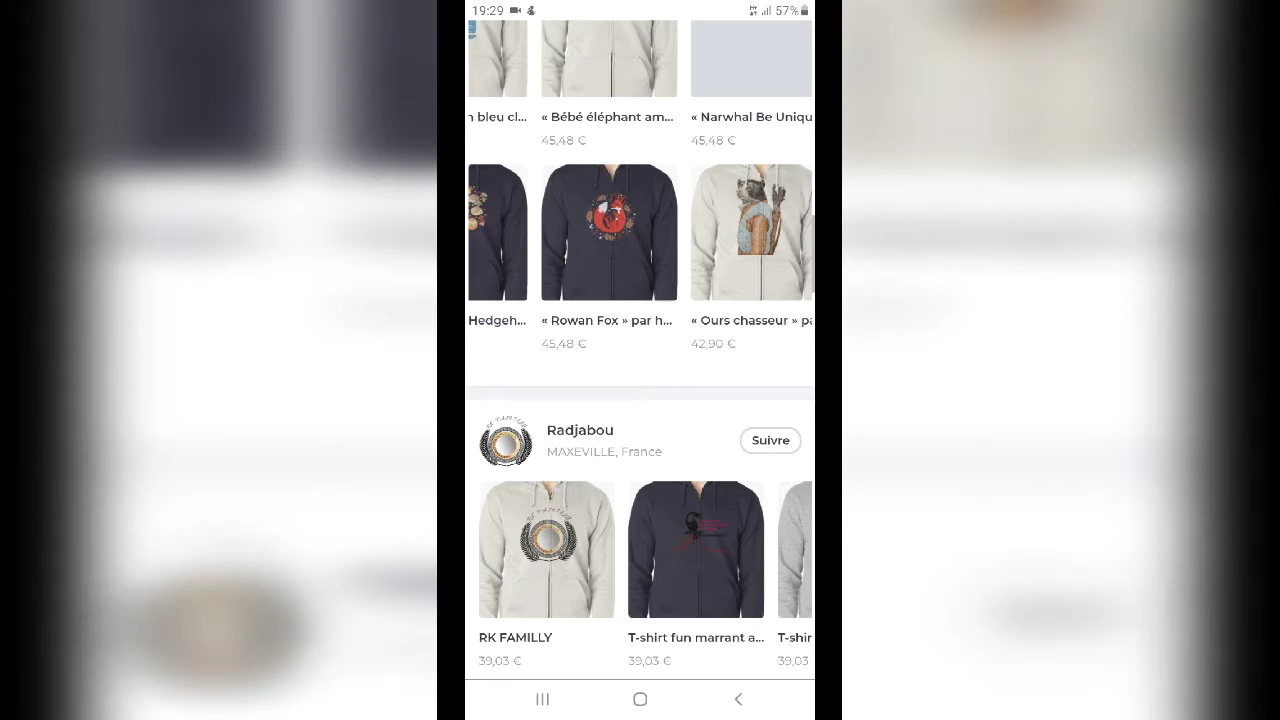 19:29
57%
n bleu cl...
« Bébé éléphant am...
« Narwhal Be Uniqu
45,48 €
45,48 €
Hedgeh...
« Rowan Fox » par h...
« Ours chasseur » pa
45,48 €
42,90 €
Radjabou
MAXEVILLE, France
Suivre
RK FAMILLY
T-shirt fun marrant a...
T-shir
39,03 €
39,03 €
39,03